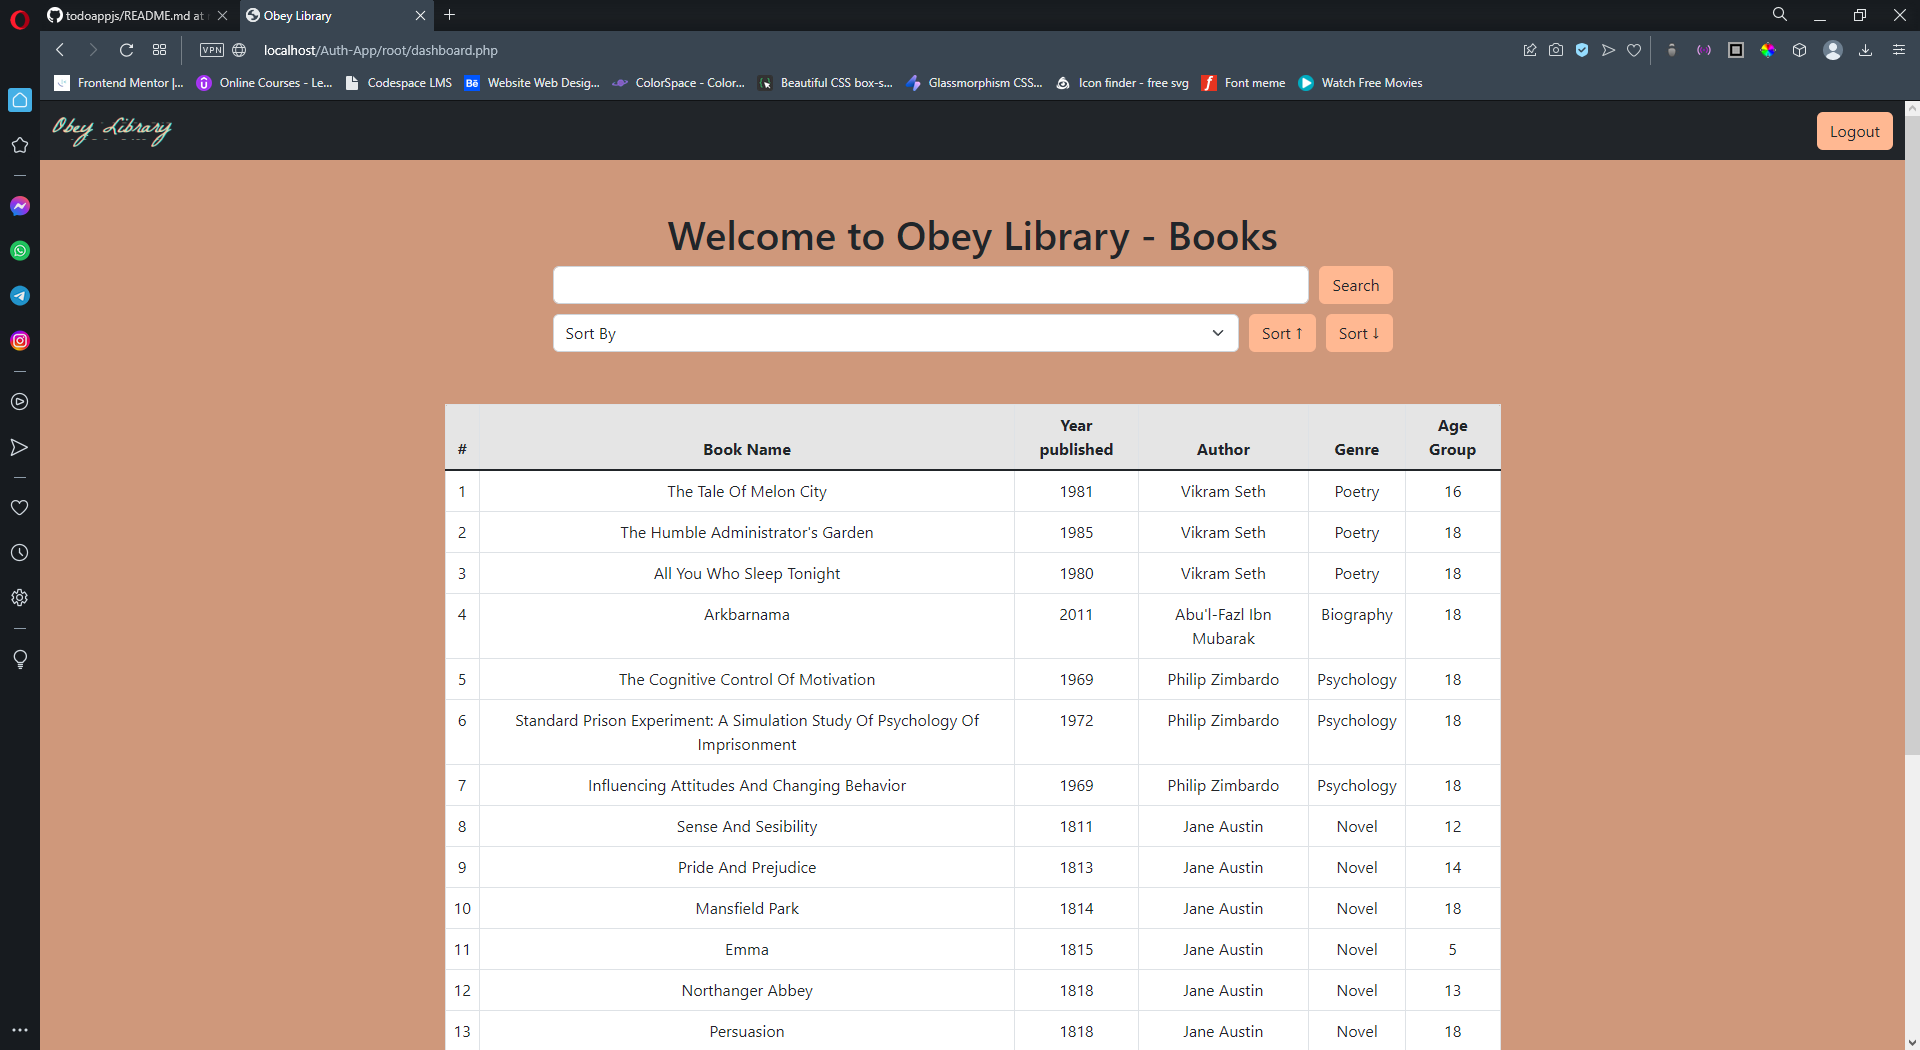 todoappjs/README.md at
Obey Library
VPN
localhost/Auth-App/root/dashboard.php
Frontend Mentor |...
Online Courses - Le...
Codespace LMS
Bē Website Web Desig...
ColorSpace - Color...
Beautiful CSS box-s...
Glassmorphism CSS...
Icon finder - free svg
Font meme
Watch Free Movies
Obey Library
Logout
Welcome to Obey Library - Books
Search
Sort By
Sort ↑
Sort ↓
# Book Name Year published Author Genre Age Group
1 The Tale Of Melon City 1981 Vikram Seth Poetry 16
2 The Humble Administrator's Garden 1985 Vikram Seth Poetry 18
3 All You Who Sleep Tonight 1980 Vikram Seth Poetry 18
4 Arkbarnama 2011 Abu'l-Fazl Ibn Mubarak Biography 18
5 The Cognitive Control Of Motivation 1969 Philip Zimbardo Psychology 18
6 Standard Prison Experiment: A Simulation Study Of Psychology Of Imprisonment 1972 Philip Zimbardo Psychology 18
7 Influencing Attitudes And Changing Behavior 1969 Philip Zimbardo Psychology 18
8 Sense And Sesibility 1811 Jane Austin Novel 12
9 Pride And Prejudice 1813 Jane Austin Novel 14
10 Mansfield Park 1814 Jane Austin Novel 18
11 Emma 1815 Jane Austin Novel 5
12 Northanger Abbey 1818 Jane Austin Novel 13
13 Persuasion 1818 Jane Austin Novel 18